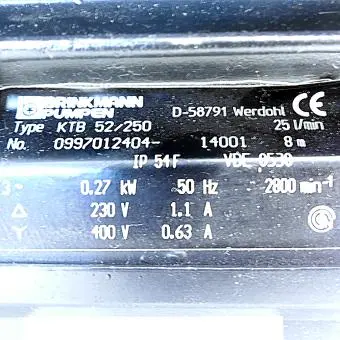 BRINKMANN
PUMPEN D-58791 Werdohl CE
Type KTB 52/250 25 l/min
No. 0997012404- 14001 8 m
IP 54 F VDE 0530
3 ~ 0.27 kW 50 Hz 2800 min⁻¹
△ 230 V 1.1 A
Y 400 V 0.63 A